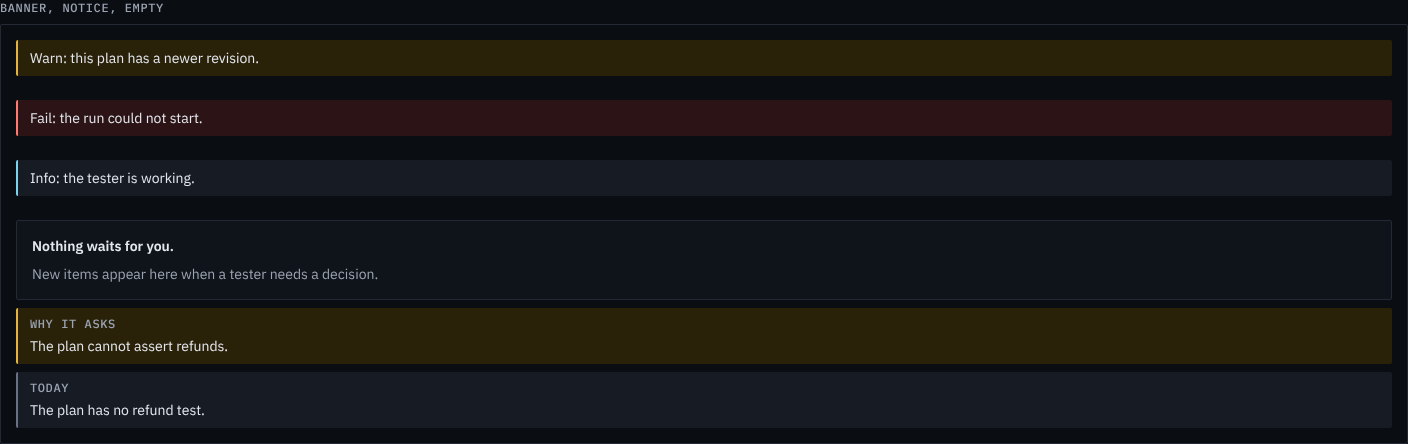 BANNER, NOTICE, EMPTY
Warn: this plan has a newer revision.
Fail: the run could not start.
Info: the tester is working.
Nothing waits for you.
New items appear here when a tester needs a decision.
WHY IT ASKS
The plan cannot assert refunds.
TODAY
The plan has no refund test.